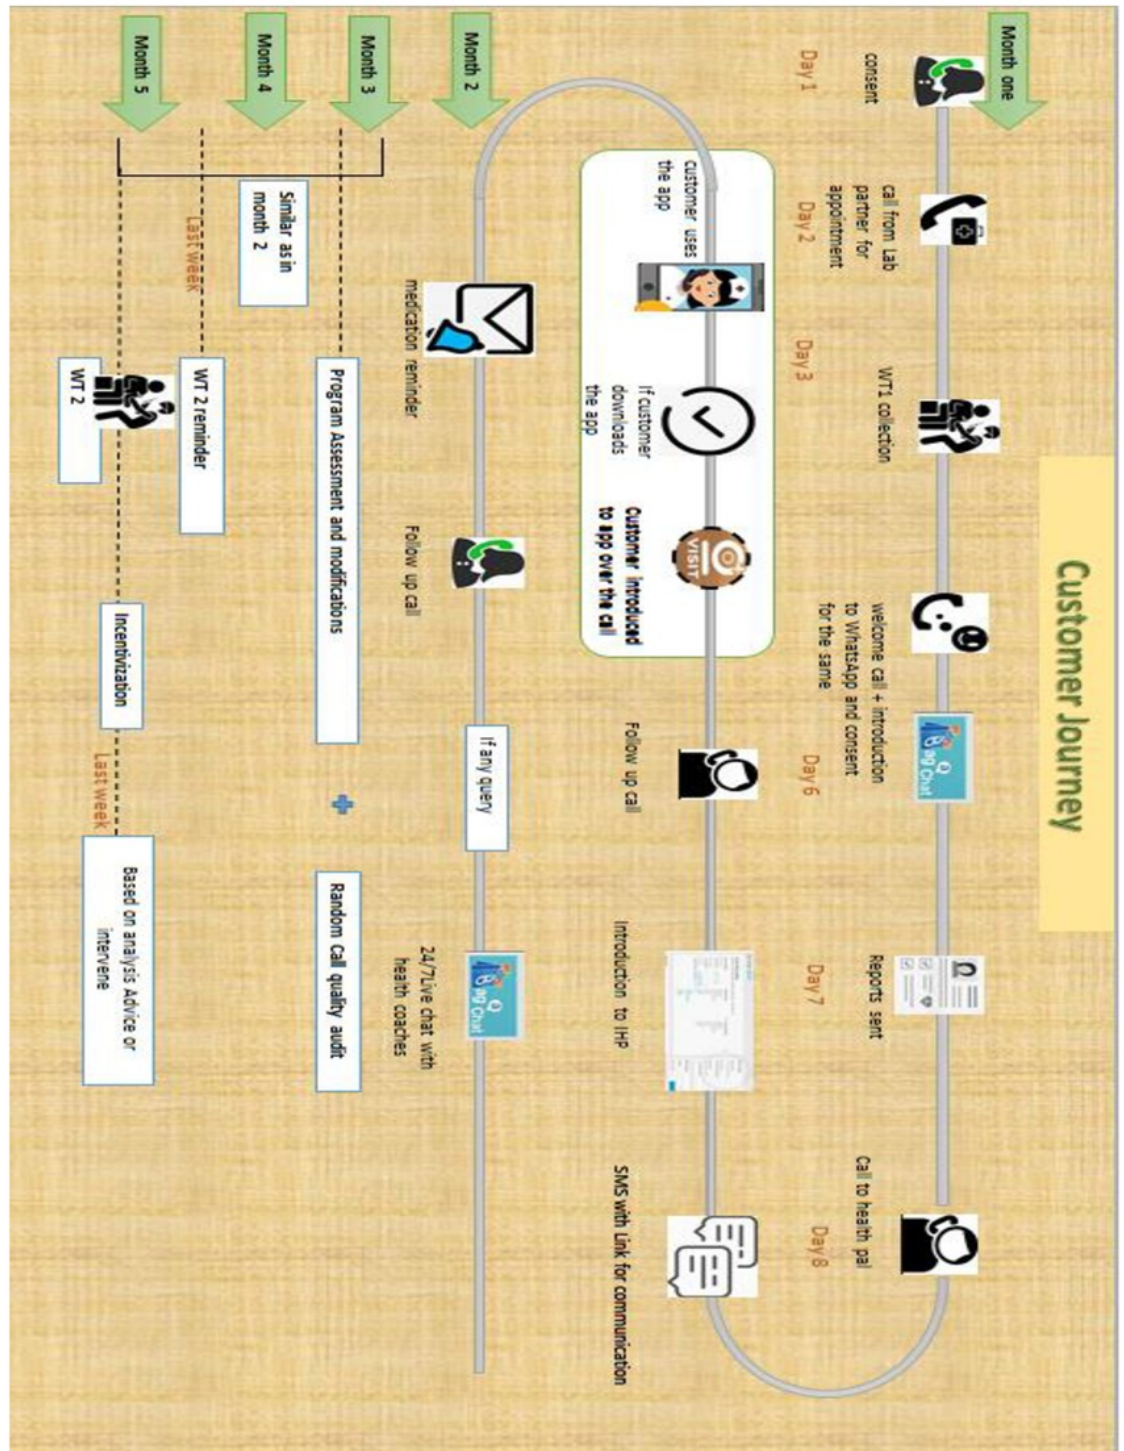 Customer Journey
Month one
consent
Day 1
call from Lab
partner for
appointment
Day 2
WT1 collection
Day 3
welcome call + introduction
to WhatsApp and consent
for the same
Q
ag Chat
Day 6
Reports sent
Day 7
Call to health pal
Day 8
SMS with Link for communication
Introduction to IHP
Follow up call
VISIT
Customer introduced
to app over the call
If customer
downloads
the app
customer uses
the app
Month 2
medication reminder
Follow up call
If any query
Q
ag Chat
24/7Live chat with
health coaches
Month 3
Program Assessment and modifications
Random Call quality audit
Month 4
Similar as in
month 2
Last week
WT 2 reminder
Month 5
WT 2
Incentivization
Last week
Based on analysis Advice or
intervene